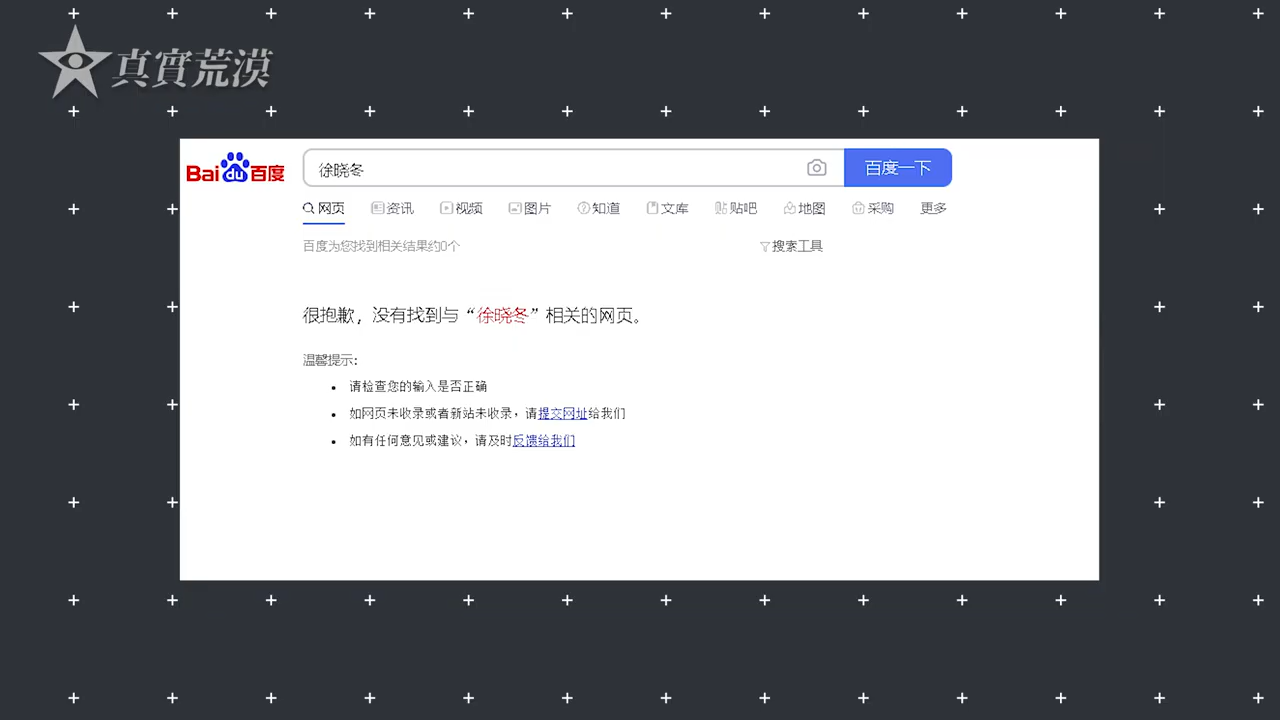 真實荒漠
Bai du 百度
徐晓冬
百度一下
网页 资讯 视频 图片 知道 文库 贴吧 地图 采购 更多
百度为您找到相关结果约0个
搜索工具
很抱歉，没有找到与“徐晓冬”相关的网页。
温馨提示：
请检查您的输入是否正确
如网页未收录或者新站未收录，请提交网址给我们
如有任何意见或建议，请及时反馈给我们